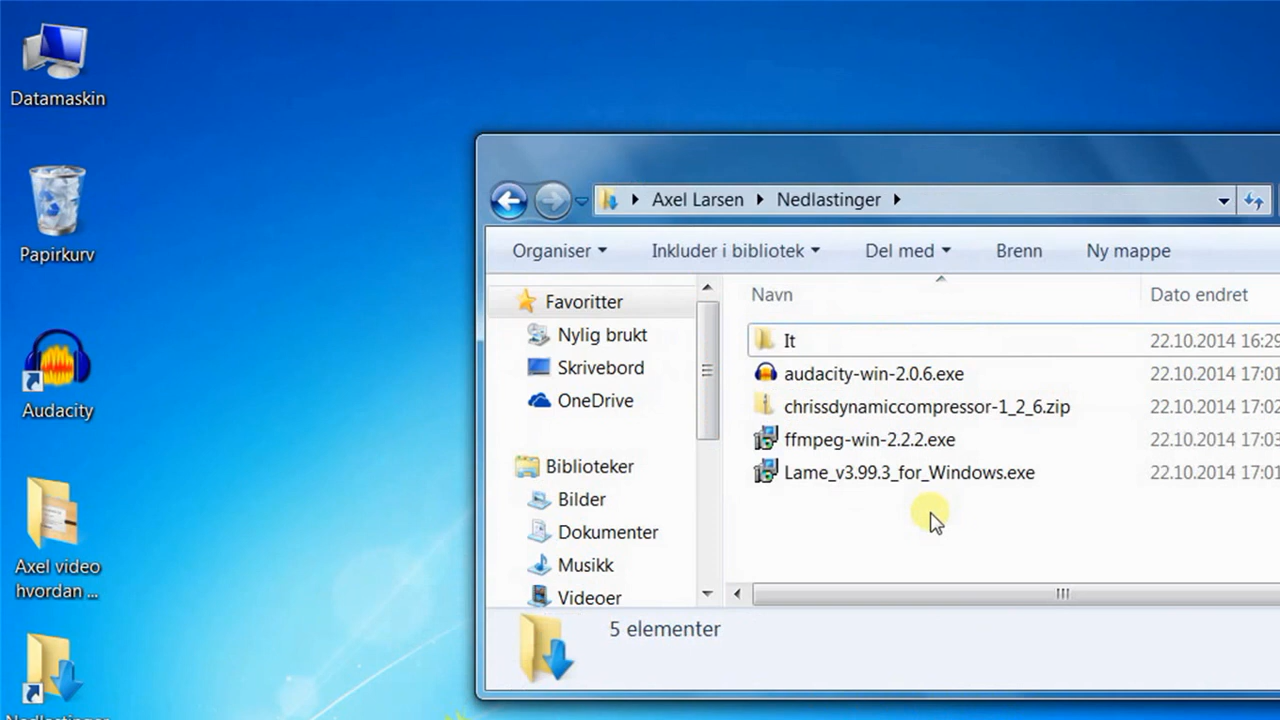 Datamaskin
Papirkurv
Audacity
Axel video
hvordan ...
Nedlastinger
Axel Larsen
Nedlastinger
Organiser
Inkluder i bibliotek
Del med
Brenn
Ny mappe
Favoritter
Nylig brukt
Skrivebord
OneDrive
Biblioteker
Bilder
Dokumenter
Musikk
Videoer
Navn
Dato endret
It
22.10.2014 16:29
audacity-win-2.0.6.exe
22.10.2014 17:01
chrissdynamiccompressor-1_2_6.zip
22.10.2014 17:02
ffmpeg-win-2.2.2.exe
22.10.2014 17:03
Lame_v3.99.3_for_Windows.exe
22.10.2014 17:01
5 elementer